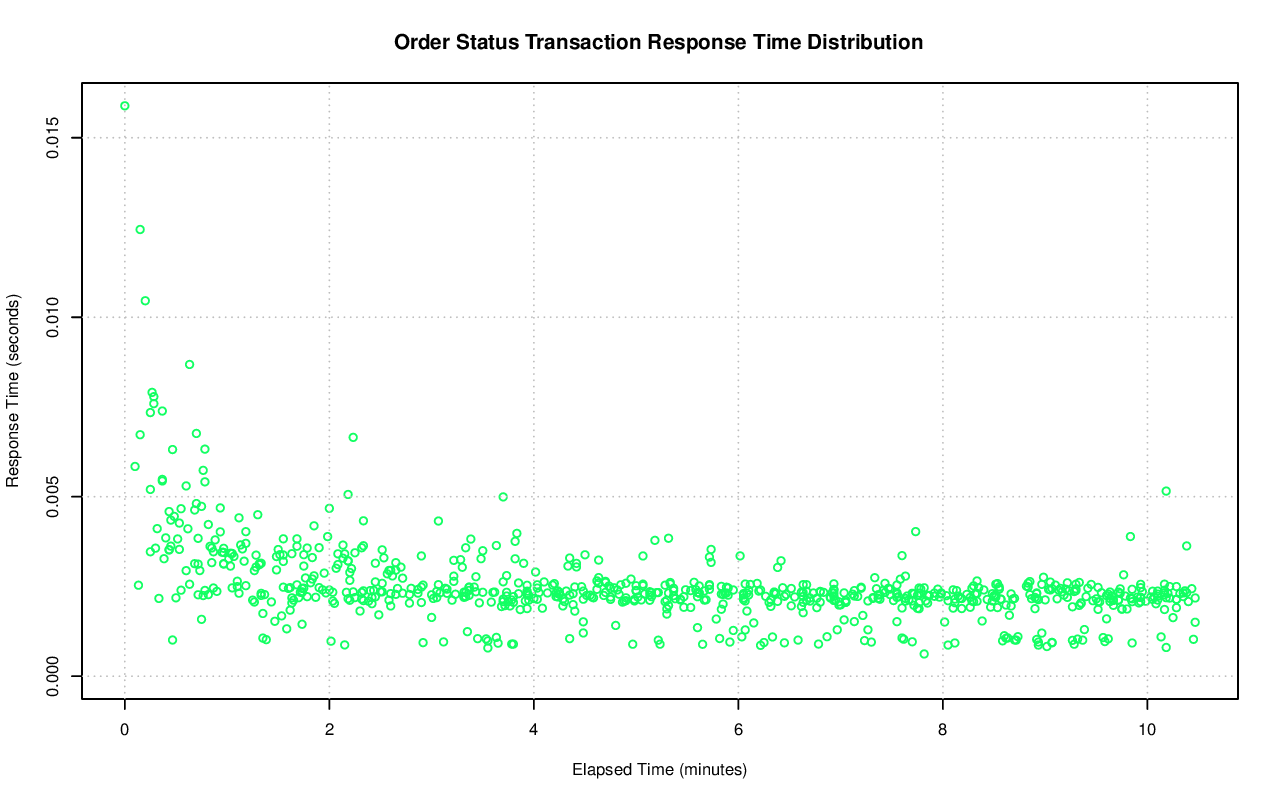 Order Status Transaction Response Time Distribution
Response Time (seconds)
0.015
0.010
0.005
0.000
0 2 4 6 8 10
Elapsed Time (minutes)